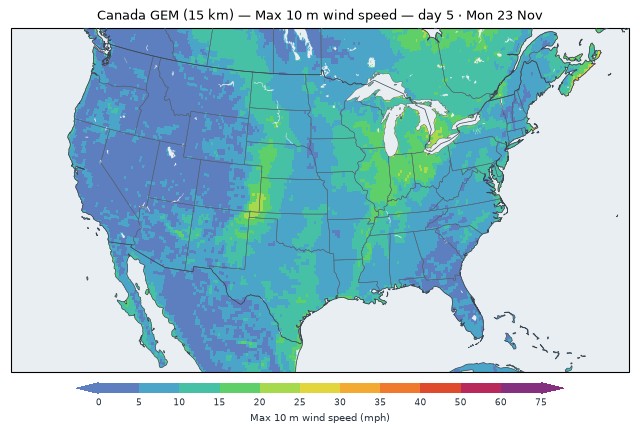 Canada GEM (15 km) — Max 10 m wind speed — day 5 · Mon 23 Nov
0 5 10 15 20 25 30 35 40 50 60 75
Max 10 m wind speed (mph)